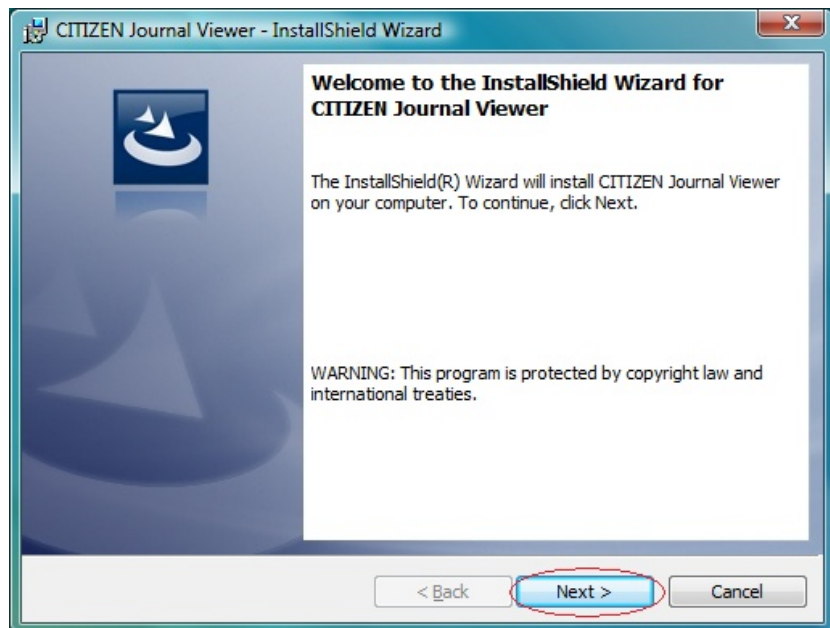 CITIZEN Journal Viewer - InstallShield Wizard
Welcome to the InstallShield Wizard for
CITIZEN Journal Viewer
The InstallShield(R) Wizard will install CITIZEN Journal Viewer
on your computer. To continue, click Next.
WARNING: This program is protected by copyright law and
international treaties.
< Back Next > Cancel